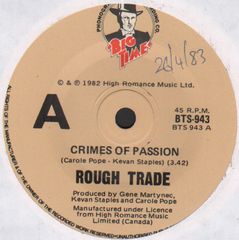 BIG TIME
26/4/83
℗ & © 1982 High Romance Music Ltd.
A
45 R.P.M.
BTS-943
BTS 943 A
CRIMES OF PASSION
(Carole Pope - Kevan Staples) (3.42)
ROUGH TRADE
Produced by Gene Martynec,
Kevan Staples and Carole Pope
Manufactured under Licence
from High Romance Music
Limited (Canada)